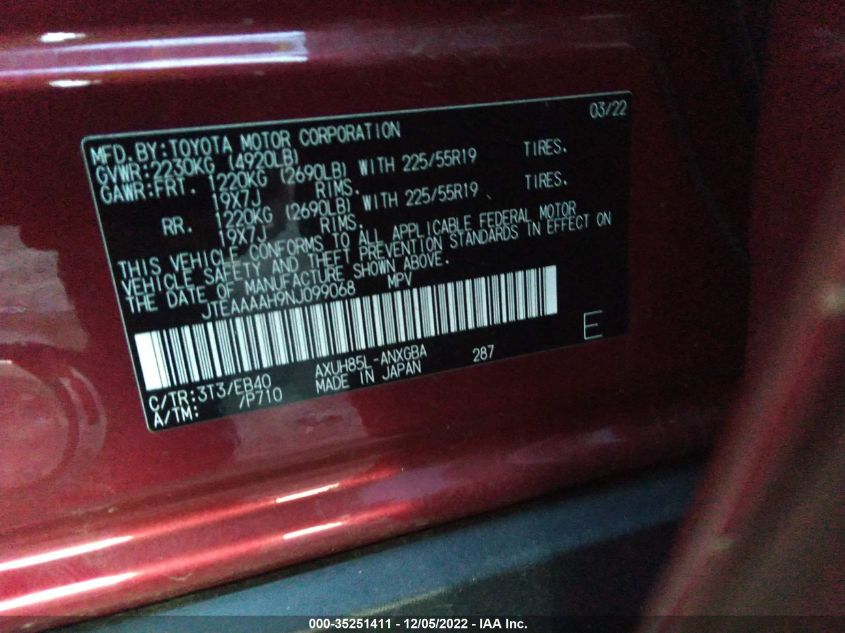 03/22
MFD.BY:TOYOTA MOTOR CORPORATION
GVWR:2230KG (4920LB)
GAWR:FRT. 1220KG (2690LB) WITH 225/55R19 TIRES.
19X7J RIMS.
RR. 1220KG (2690LB) WITH 225/55R19 TIRES.
19X7J RIMS.
THIS VEHICLE CONFORMS TO ALL APPLICABLE FEDERAL MOTOR
VEHICLE SAFETY AND THEFT PREVENTION STANDARDS IN EFFECT ON
THE DATE OF MANUFACTURE SHOWN ABOVE.
JTEAAAAH9NJ099068 MPV
E
C/TR:3T3/EB40 AXUH85L-ANXGBA 287
A/TM: /P710 MADE IN JAPAN
000-35251411 - 12/05/2022 - IAA Inc.